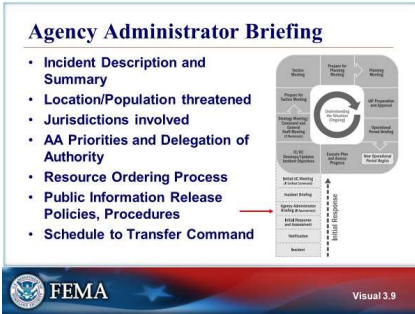 Agency Administrator Briefing
• Incident Description and
Summary
• Location/Population threatened
• Jurisdictions involved
• AA Priorities and Delegation of
Authority
• Resource Ordering Process
• Public Information Release
Policies, Procedures
• Schedule to Transfer Command
Tactics
Meeting
Prepare for
Planning
Meeting
Planning
Meeting
Prepare for
Tactics Meeting
IAP Preparation
and Approval
Understanding
the Situation
(Ongoing)
Strategy Meeting/
Command and
General
Staff Meeting
Operational
Period Briefing
IC/UC
Develops/Updates
Incident Objectives
Execute Plan
and Assess
Progress
New Operational
Period Begins
Initial UC Meeting
Incident Briefing
Agency Administrator
Briefing
Initial Response
and Assessment
Notification
Incident
Initial Response
FEMA
Visual 3.9